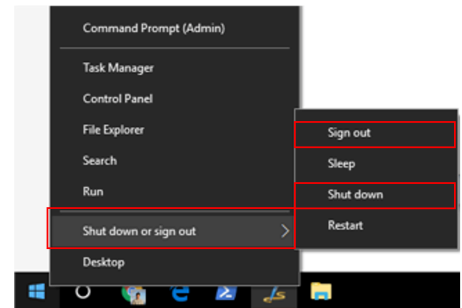 Command Prompt (Admin)
Task Manager
Control Panel
File Explorer
Search
Run
Shut down or sign out
Desktop
Sign out
Sleep
Shut down
Restart